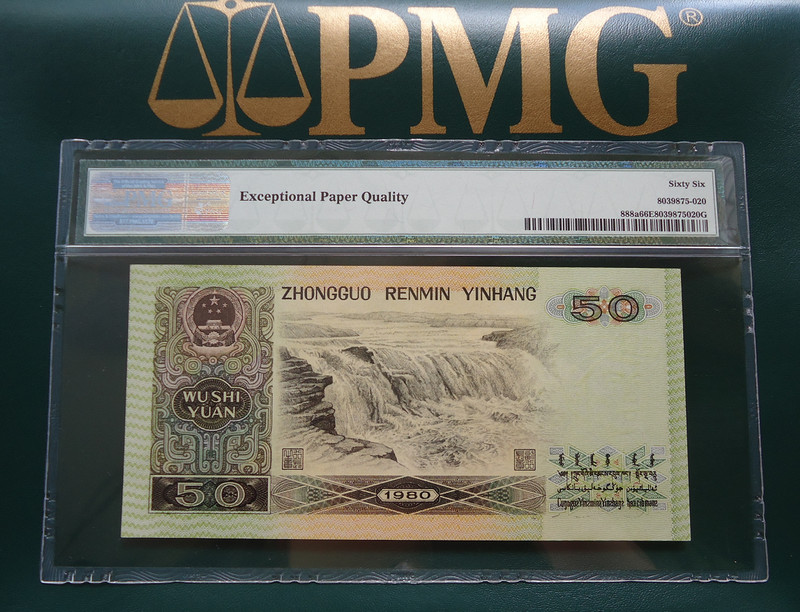 PMG®
Exceptional Paper Quality
Sixty Six
8039875-020
888a66E8039875020G
ZHONGGUO RENMIN YINHANG
50
WU SHI
YUAN
50
1980